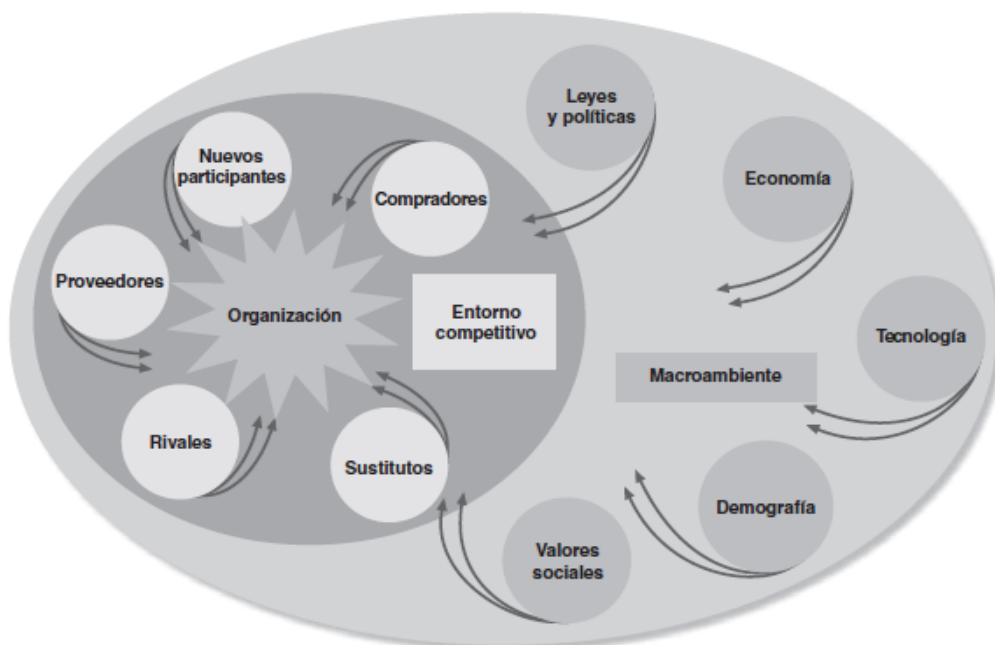 Leyes
y políticas
Nuevos
participantes
Compradores
Economía
Proveedores
Organización
Entorno
competitivo
Tecnología
Macroambiente
Rivales
Sustitutos
Demografía
Valores
sociales